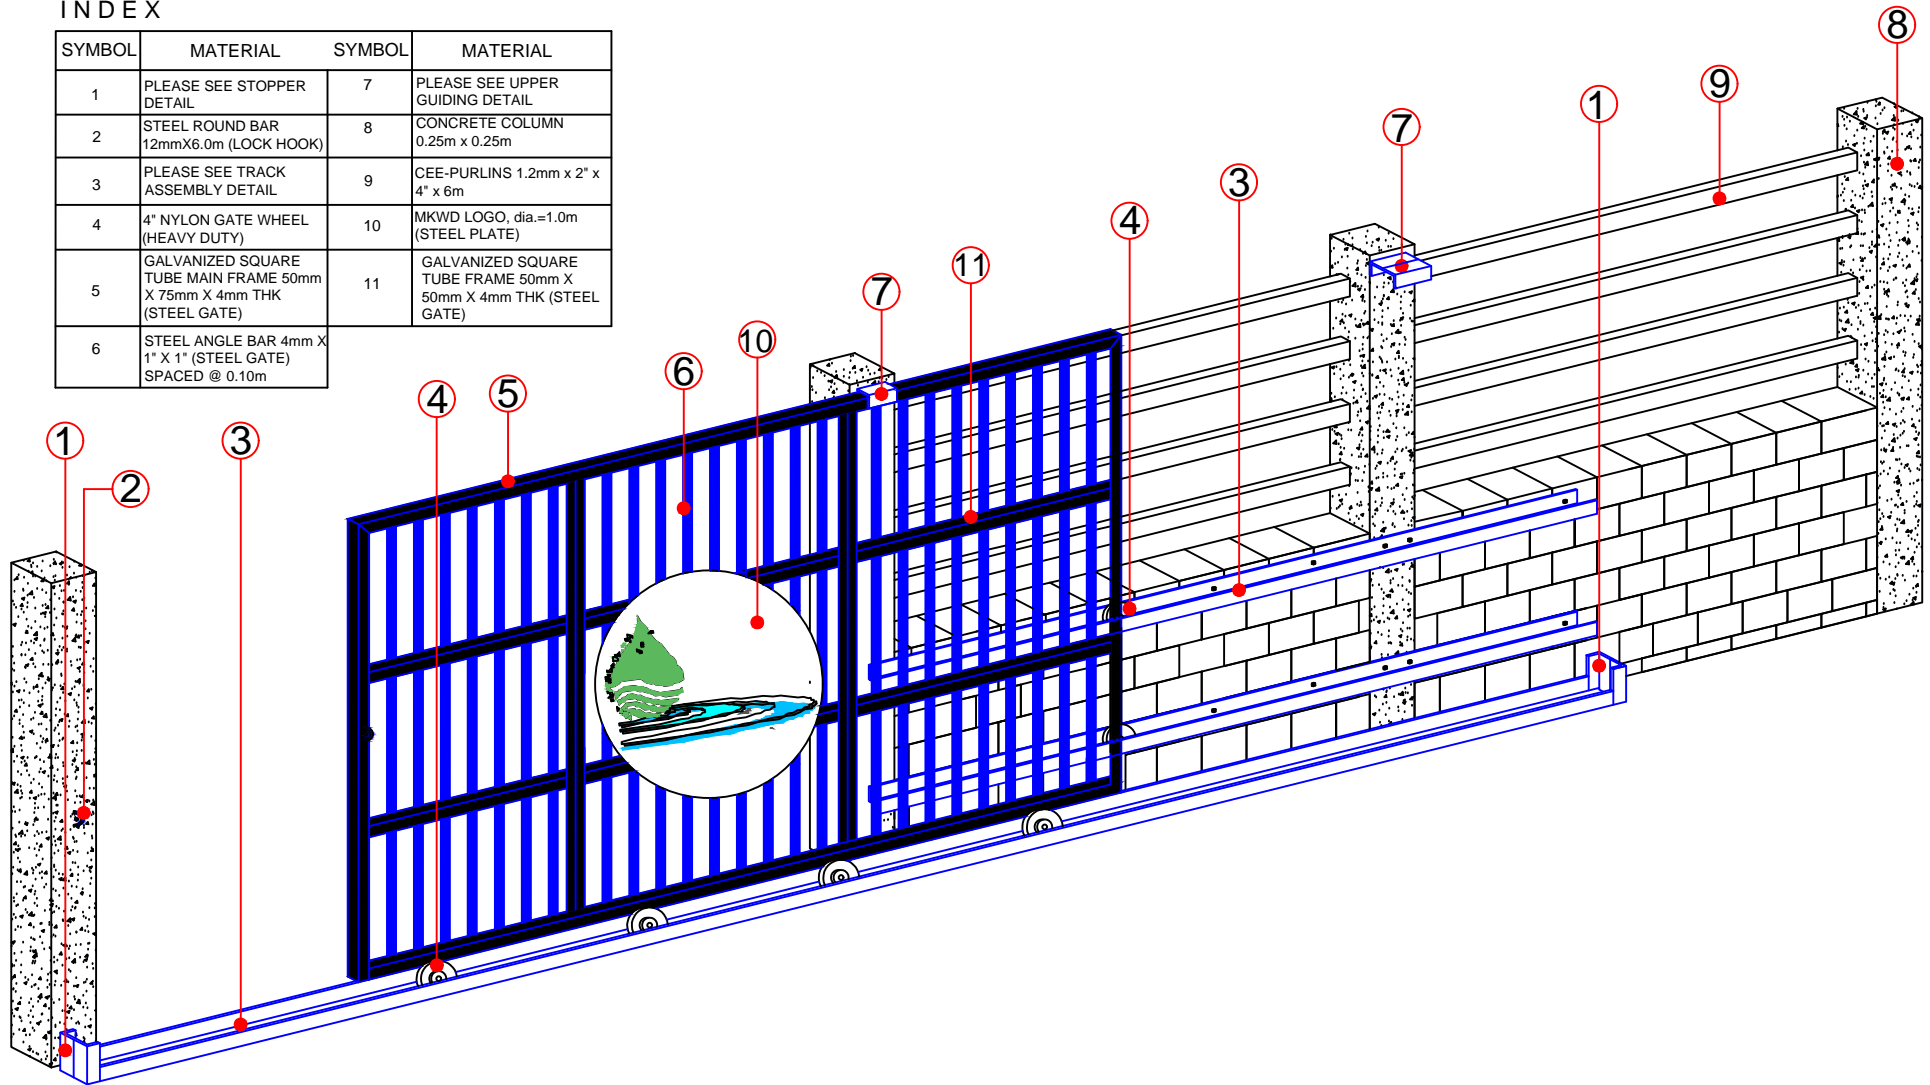 INDEX
SYMBOL MATERIAL SYMBOL MATERIAL
1 PLEASE SEE STOPPER DETAIL 7 PLEASE SEE UPPER GUIDING DETAIL
2 STEEL ROUND BAR 12mmX6.0m (LOCK HOOK) 8 CONCRETE COLUMN 0.25m x 0.25m
3 PLEASE SEE TRACK ASSEMBLY DETAIL 9 CEE-PURLINS 1.2mm x 2" x 4" x 6m
4 4" NYLON GATE WHEEL (HEAVY DUTY) 10 MKWD LOGO, dia.=1.0m (STEEL PLATE)
5 GALVANIZED SQUARE TUBE MAIN FRAME 50mm X 75mm X 4mm THK (STEEL GATE) 11 GALVANIZED SQUARE TUBE FRAME 50mm X 50mm X 4mm THK (STEEL GATE)
6 STEEL ANGLE BAR 4mm X 1" X 1" (STEEL GATE) SPACED @ 0.10m
8
9
1
7
3
4
11
7
10
6
5
4
3
1
2
1